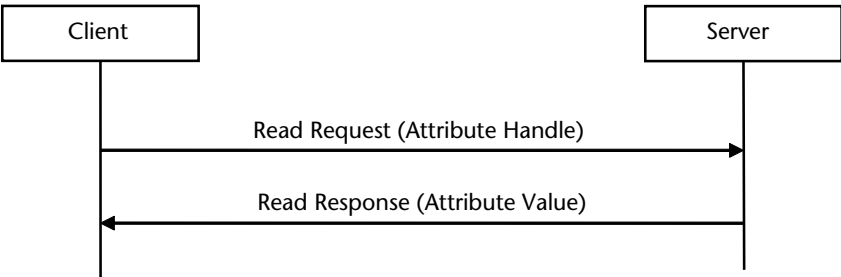 Client
Server
Read Request (Attribute Handle)
Read Response (Attribute Value)